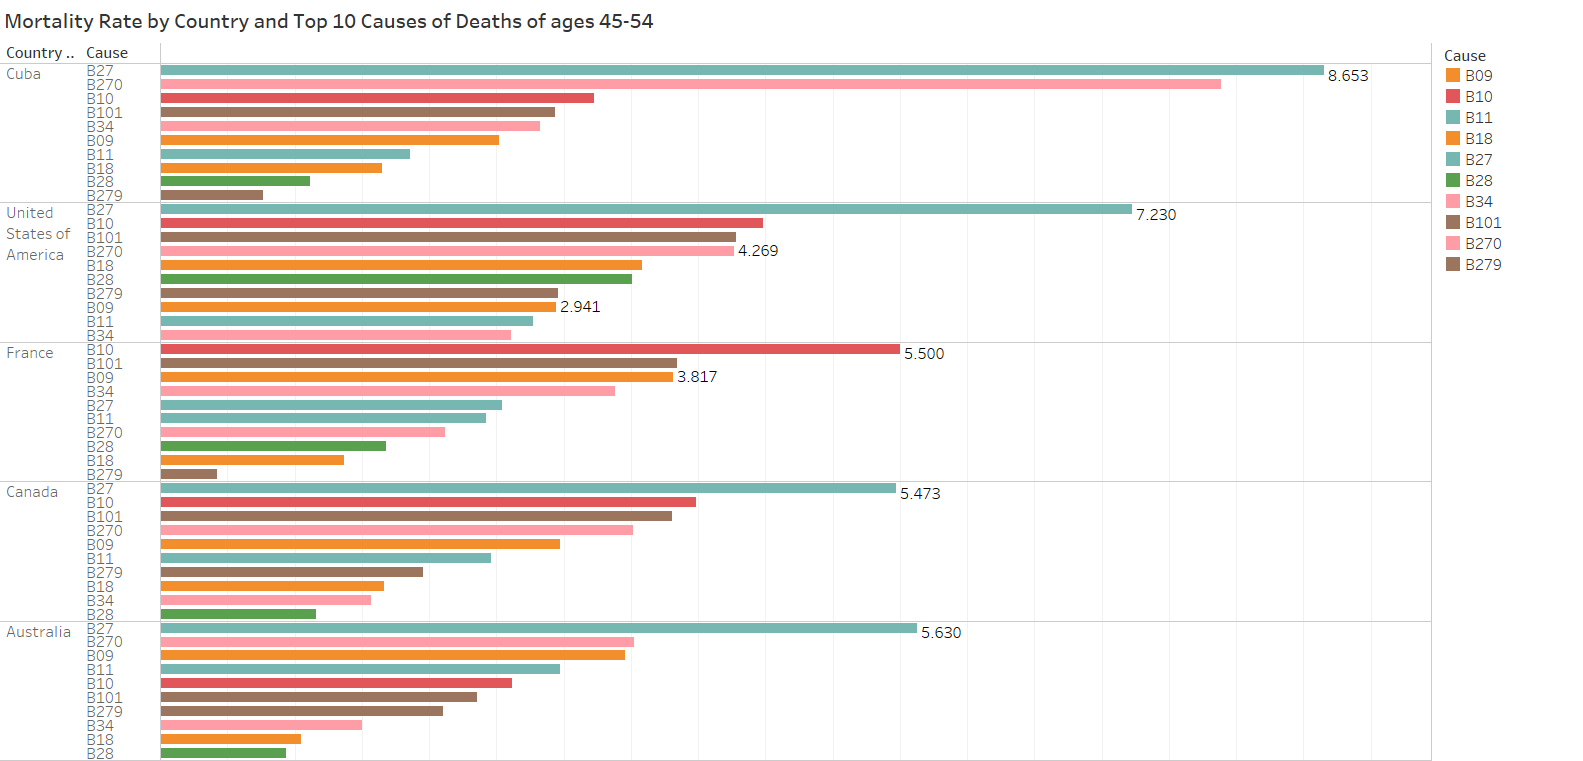 Mortality Rate by Country and Top 10 Causes of Deaths of ages 45-54
Country .. Cause
Cuba B27 8.653
B270
B10
B101
B34
B09
B11
B18
B28
B279
United States of America B27 7.230
B10
B101
B270 4.269
B18
B28
B279
B09 2.941
B11
B34
France B10 5.500
B101
B09 3.817
B34
B27
B11
B270
B28
B18
B279
Canada B27 5.473
B10
B101
B270
B09
B11
B279
B18
B34
B28
Australia B27 5.630
B270
B09
B11
B10
B101
B279
B34
B18
B28
Cause
B09
B10
B11
B18
B27
B28
B34
B101
B270
B279